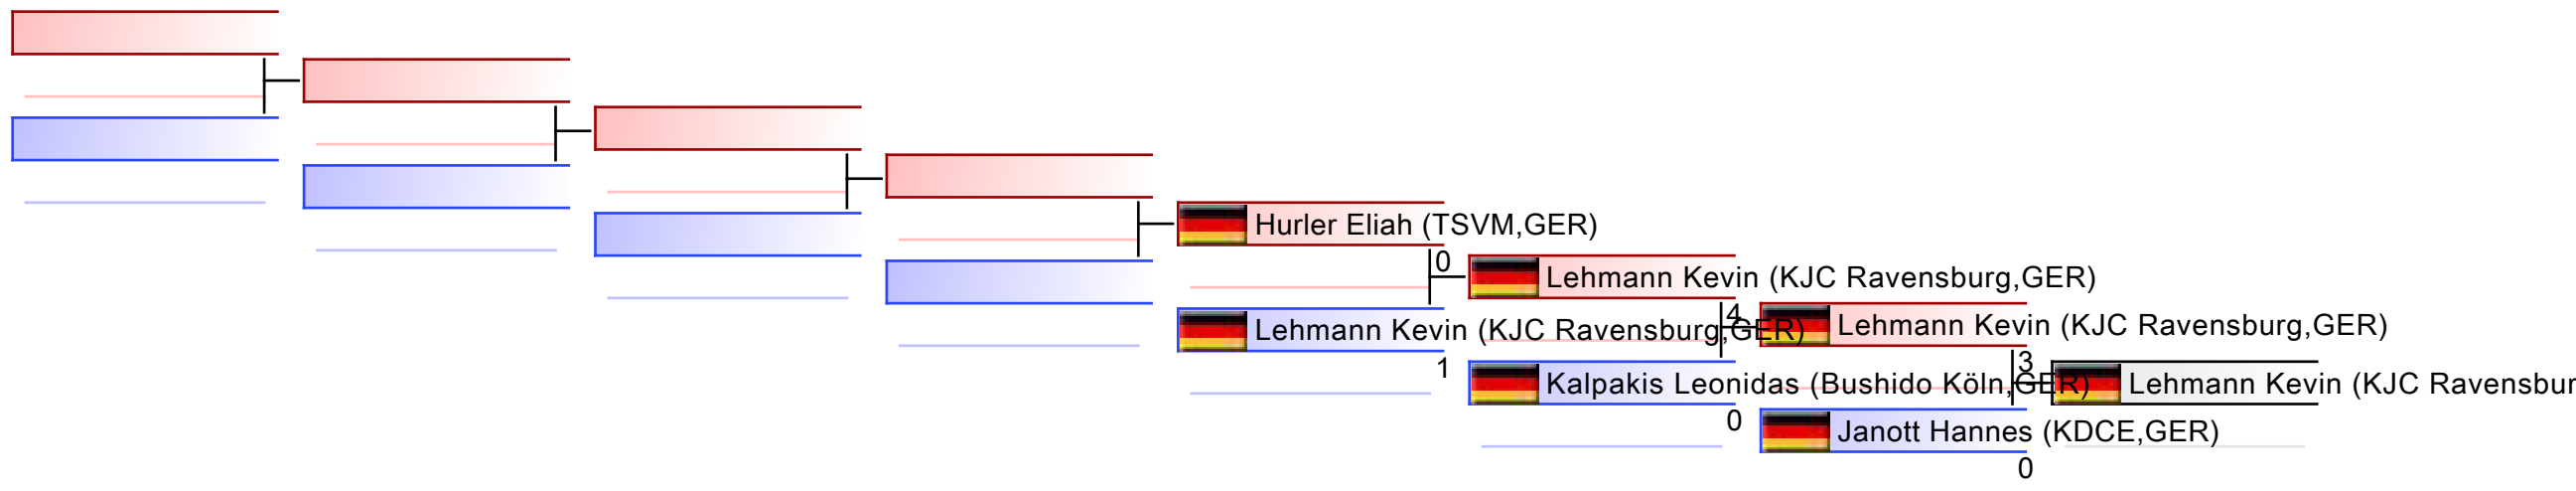 Hurler Eliah (TSVM,GER)
0
Lehmann Kevin (KJC Ravensburg,GER)
1
Lehmann Kevin (KJC Ravensburg,GER)
4
Kalpakis Leonidas (Bushido Köln,GER)
0
Lehmann Kevin (KJC Ravensburg,GER)
3
Janott Hannes (KDCE,GER)
0
Lehmann Kevin (KJC Ravensbur